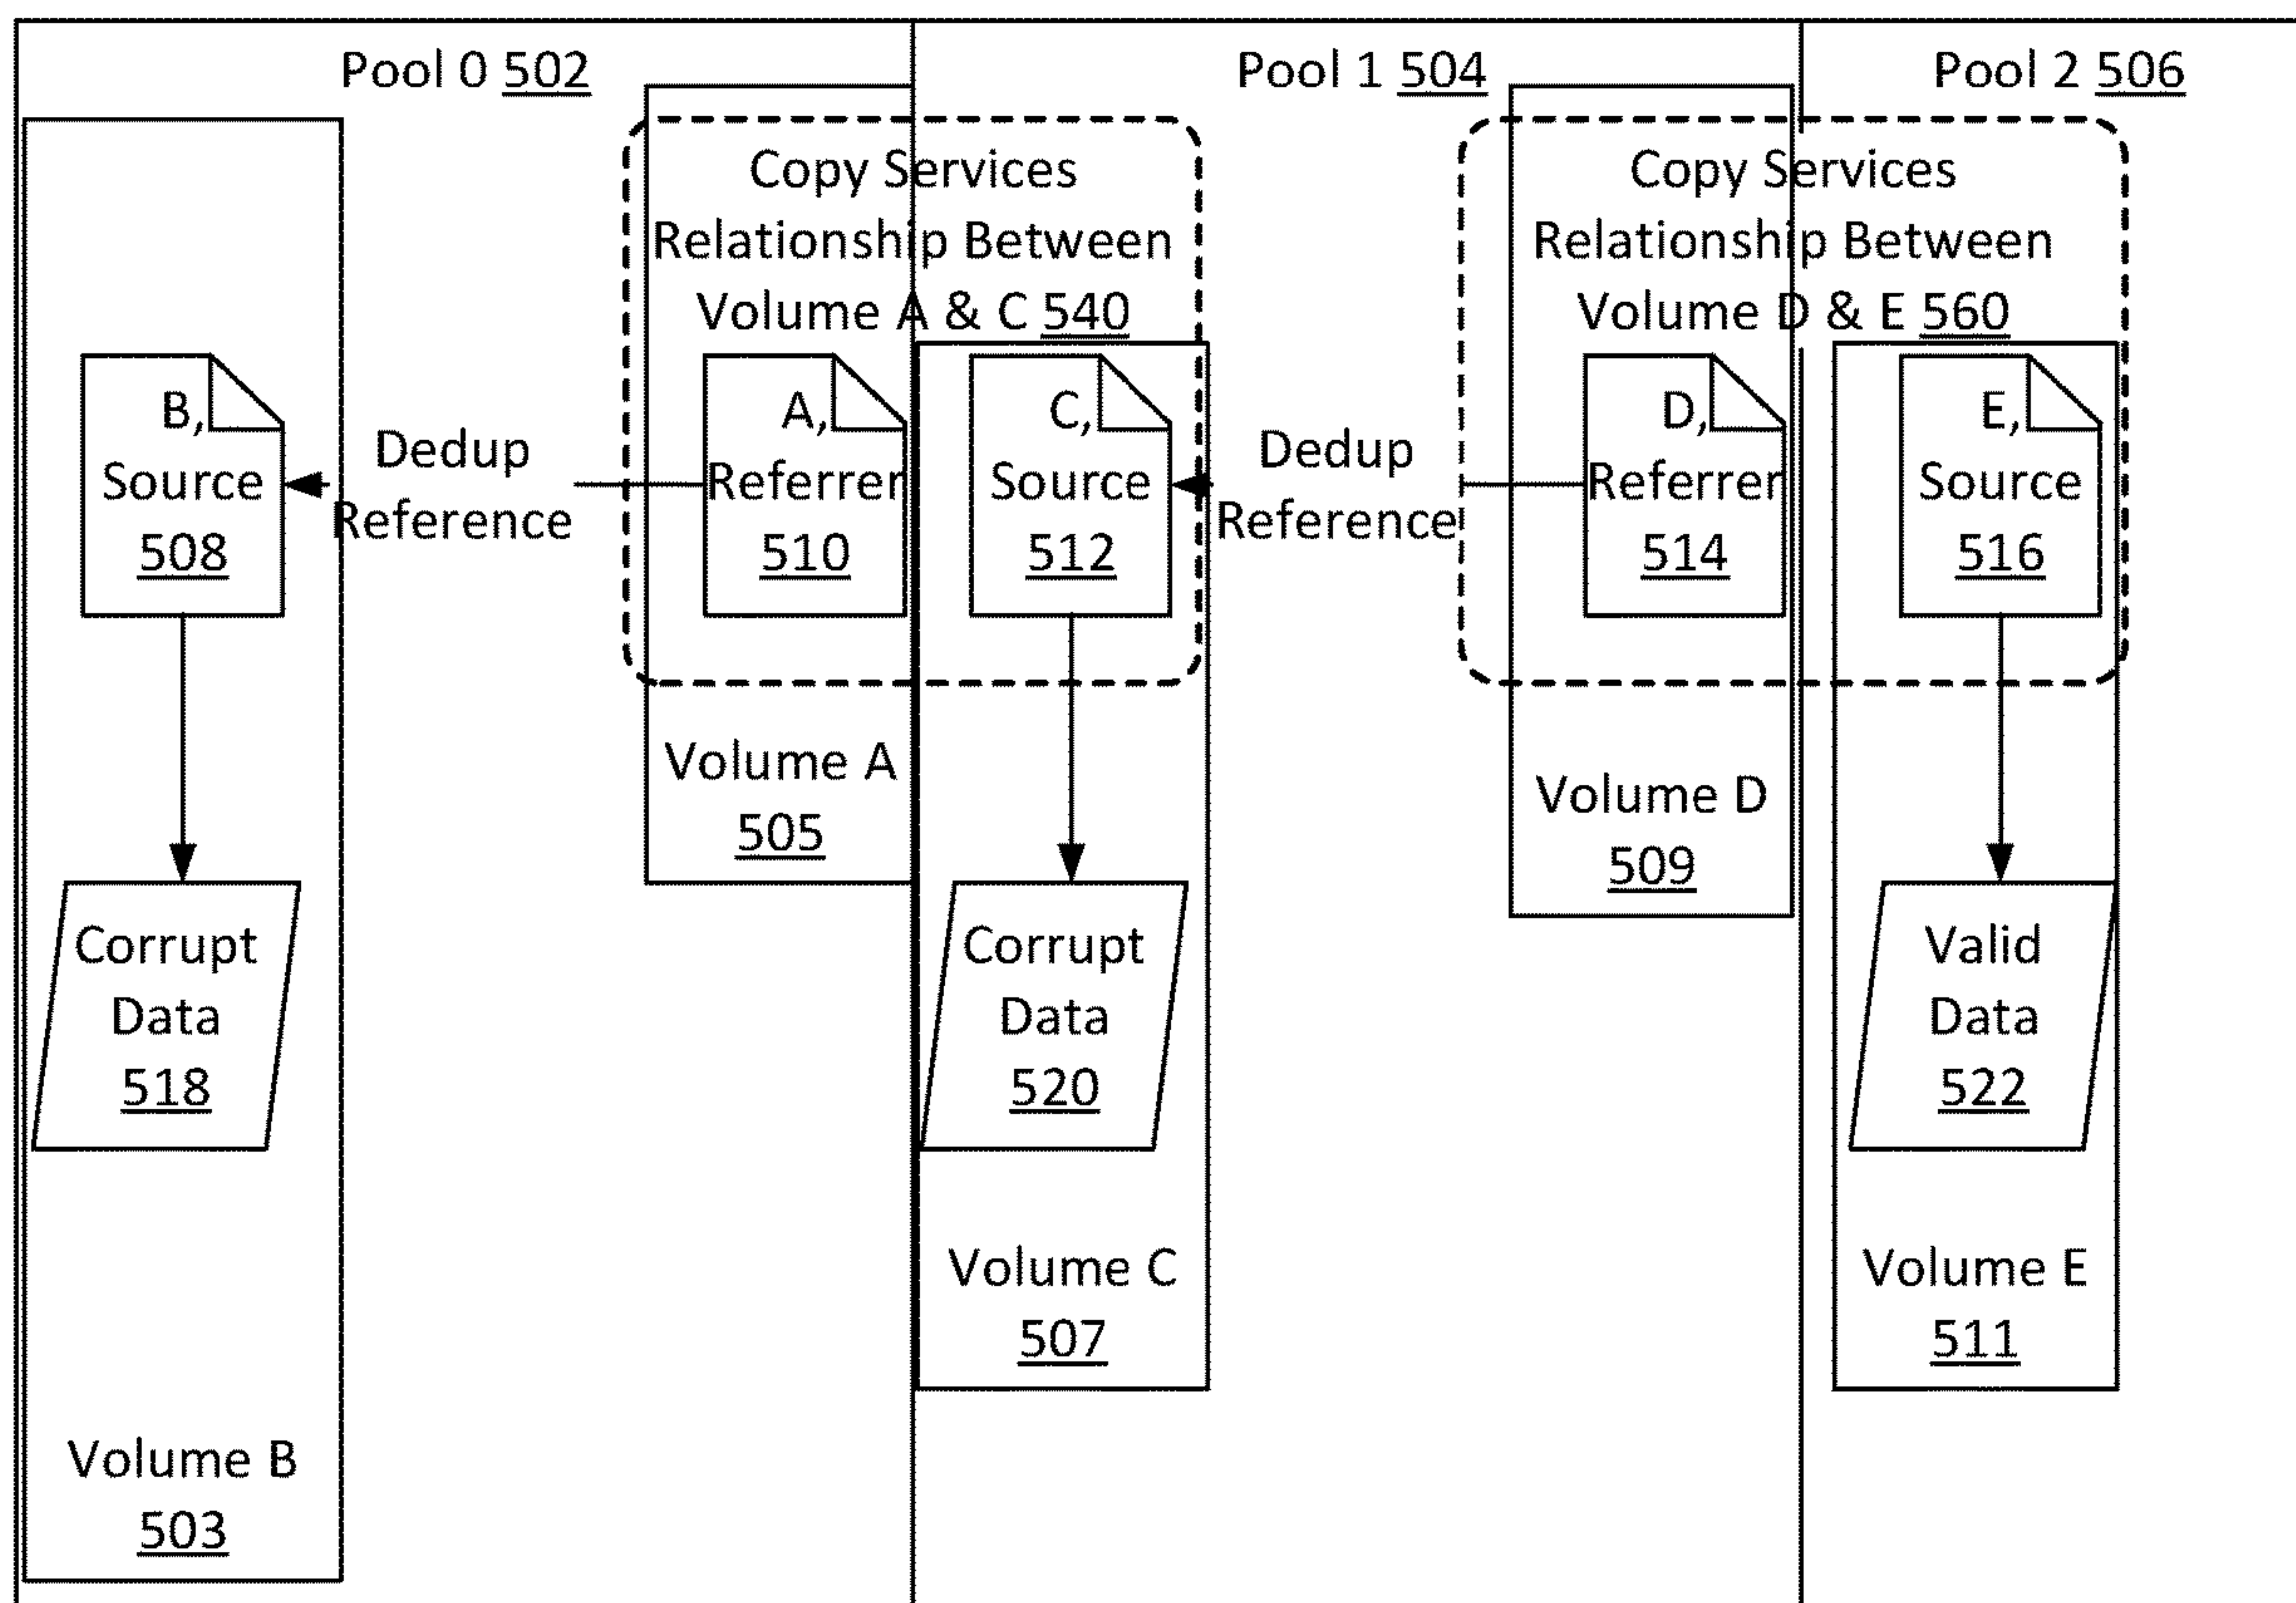 Pool 0 502
Pool 1 504
Pool 2 506
Copy Services
Relationship Between
Volume A & C 540
Copy Services
Relationship Between
Volume D & E 560
B,
Source
508
Dedup
Reference
A,
Referrer
510
C,
Source
512
Dedup
Reference
D,
Referrer
514
E,
Source
516
Volume A
505
Volume D
509
Corrupt
Data
518
Corrupt
Data
520
Valid
Data
522
Volume C
507
Volume E
511
Volume B
503